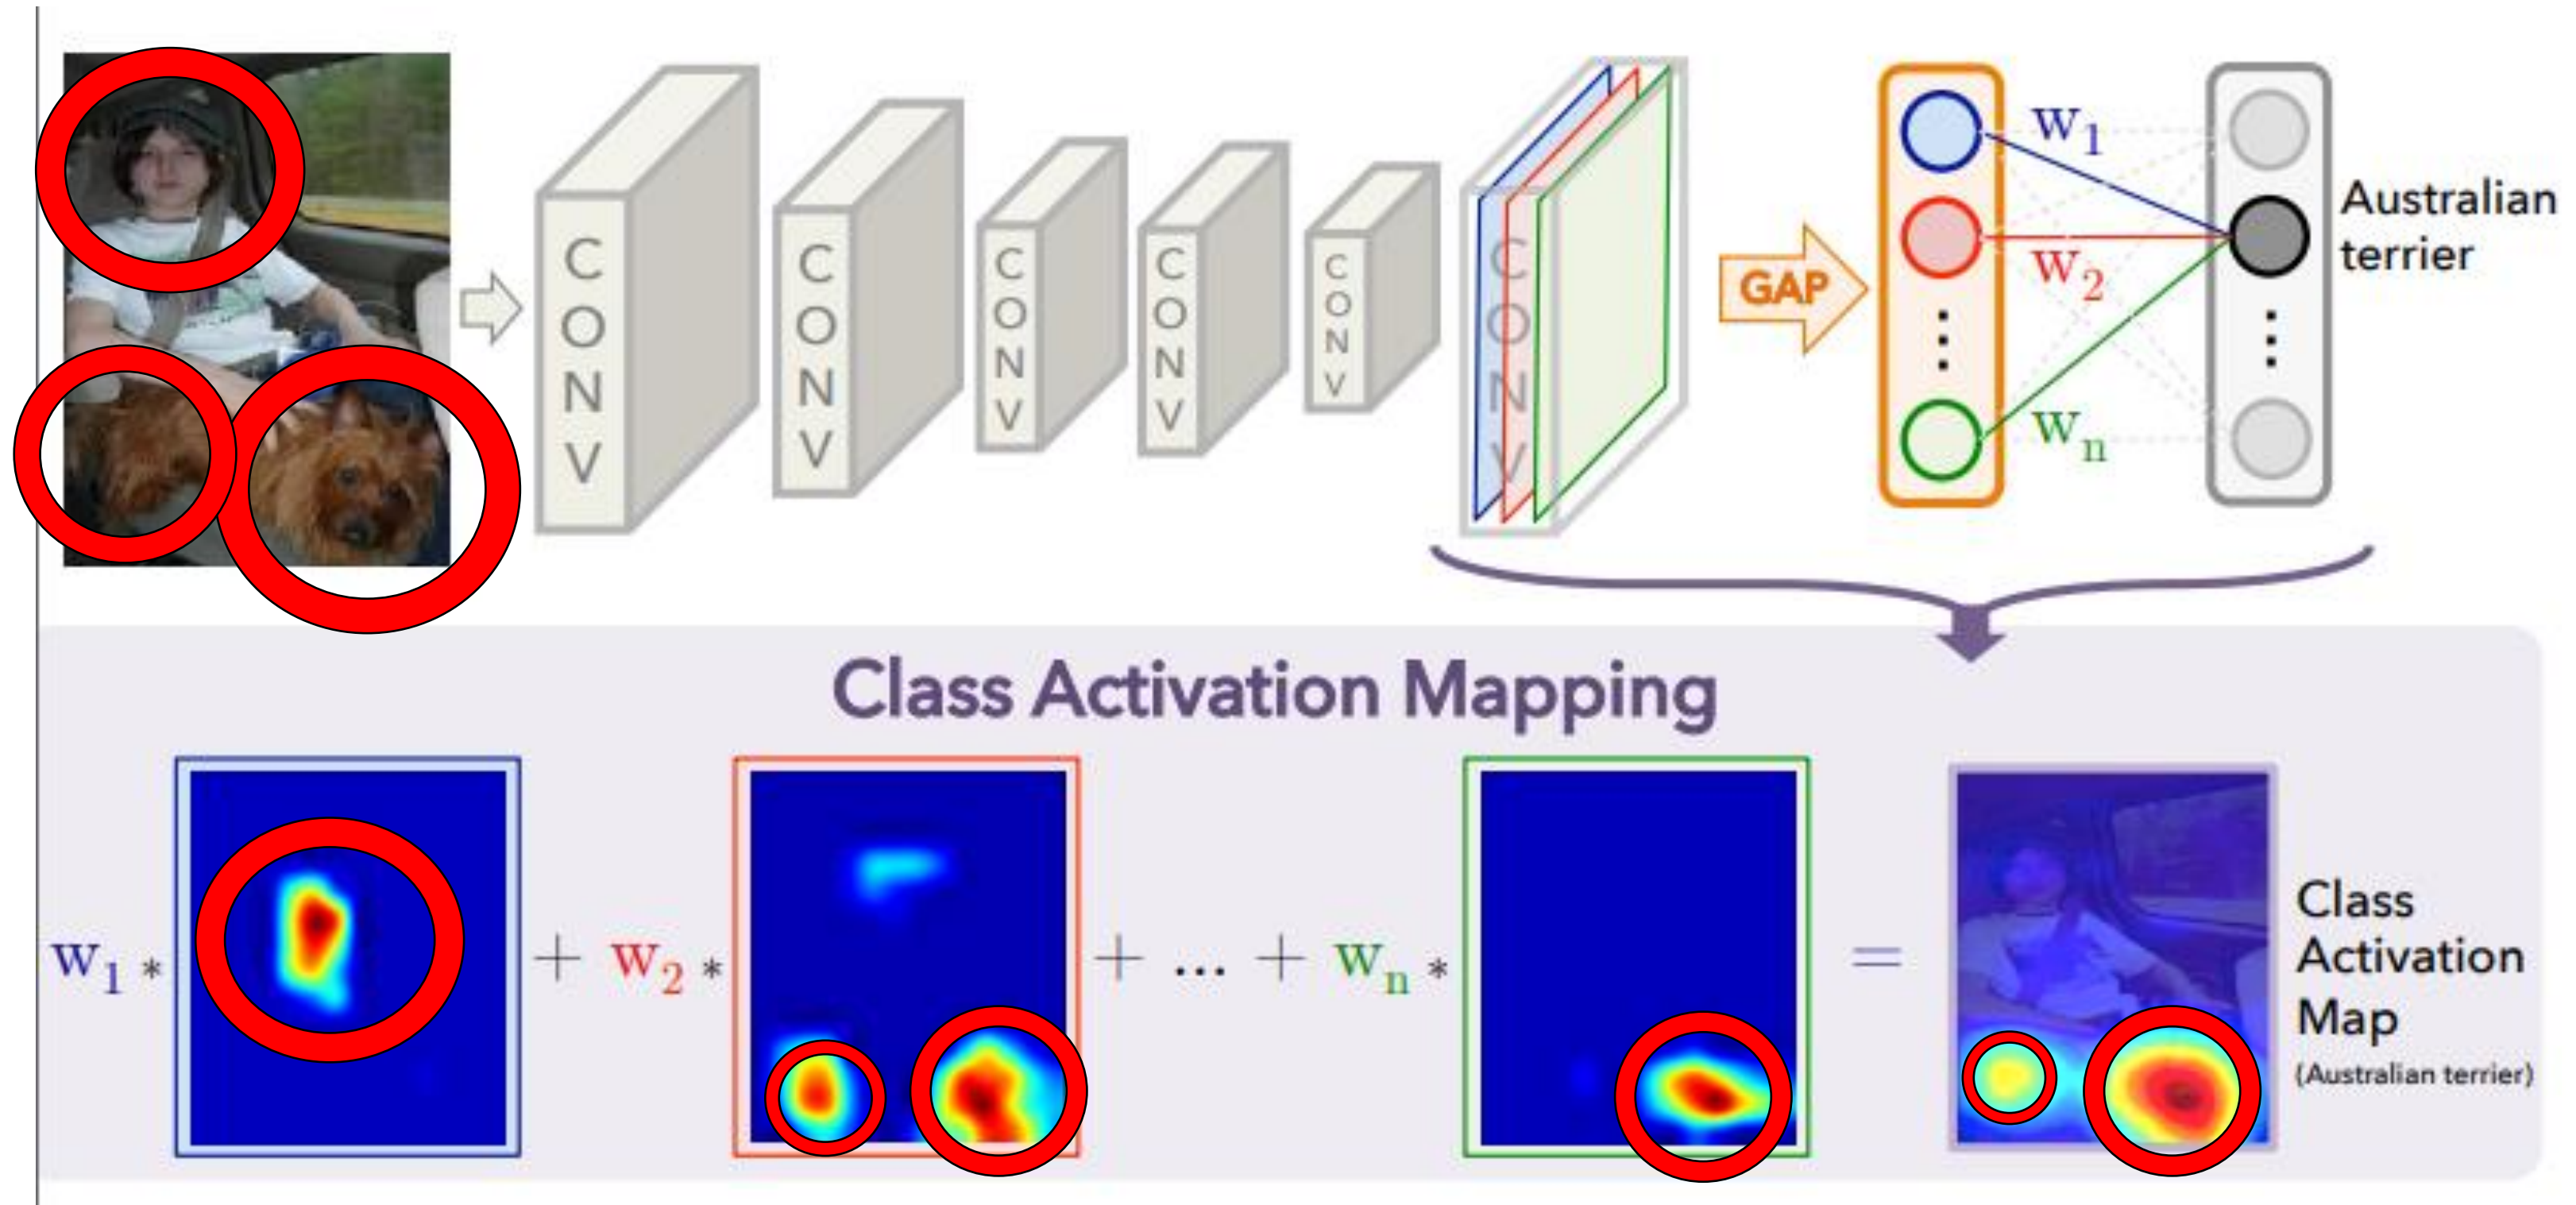 CONV
CONV
CONV
CONV
CONV
CONV
GAP
w1
w2
wn
Australian
terrier
Class Activation Mapping
w1 * + w2 * + ... + wn * =
Class
Activation
Map
(Australian terrier)